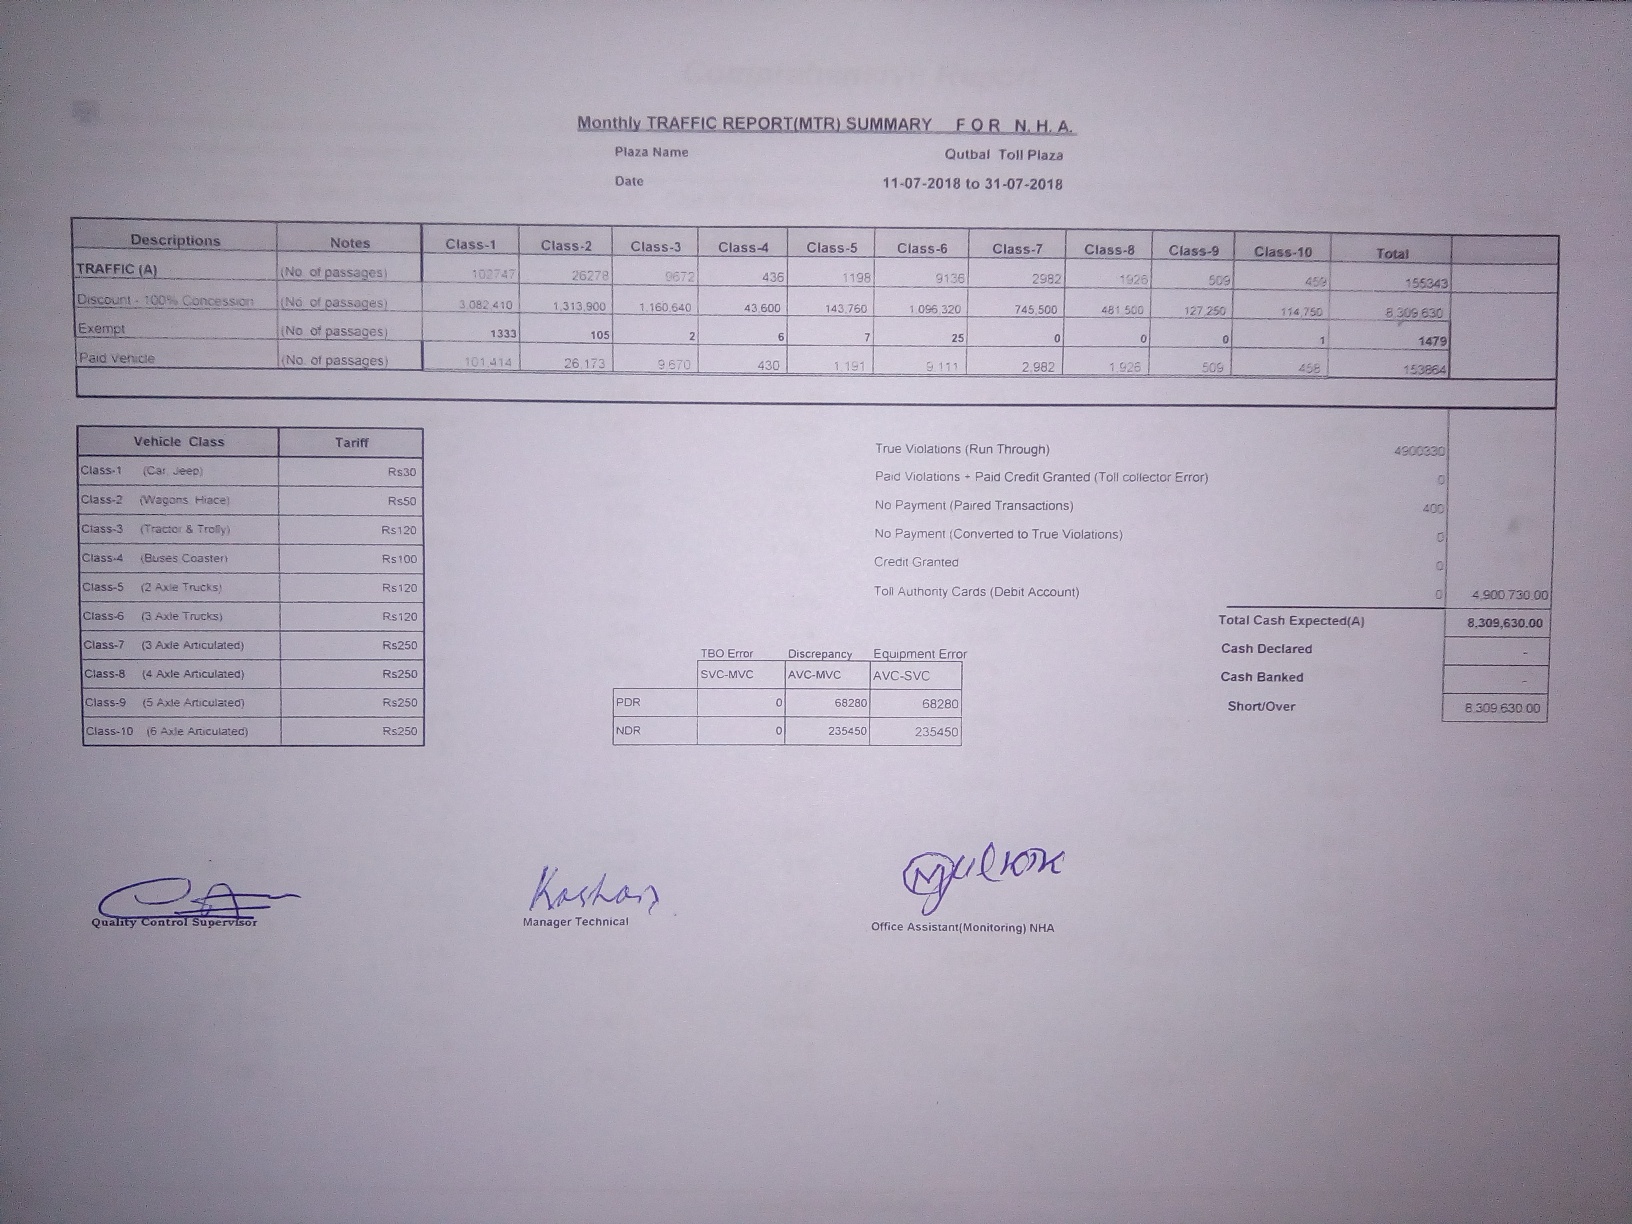 Monthly TRAFFIC REPORT(MTR) SUMMARY F O R N. H. A.
Plaza Name Qutbal Toll Plaza
Date 11-07-2018 to 31-07-2018
Descriptions Notes Class-1 Class-2 Class-3 Class-4 Class-5 Class-6 Class-7 Class-8 Class-9 Class-10 Total
TRAFFIC (A) (No. of passages) 102747 26278 9672 436 1198 9136 2982 1926 509 459 155343
Discount - 100% Concession (No. of passages) 3,082,410 1,313,900 1,160,640 43,600 143,760 1,096,320 745,500 481,500 127,250 114,750 8,309,630
Exempt (No. of passages) 1333 105 2 6 7 25 0 0 0 1 1479
Paid Vehicle (No. of passages) 101,414 26,173 9,670 430 1,191 9,111 2,982 1,926 509 458 153864
Vehicle Class Tariff
Class-1 (Car, Jeep) Rs30
Class-2 (Wagons, Hiace) Rs50
Class-3 (Tractor & Trolly) Rs120
Class-4 (Buses Coaster) Rs100
Class-5 (2 Axle Trucks) Rs120
Class-6 (3 Axle Trucks) Rs120
Class-7 (3 Axle Articulated) Rs250
Class-8 (4 Axle Articulated) Rs250
Class-9 (5 Axle Articulated) Rs250
Class-10 (6 Axle Articulated) Rs250
True Violations (Run Through) 4900330
Paid Violations + Paid Credit Granted (Toll collector Error) 0
No Payment (Paired Transactions) 400
No Payment (Converted to True Violations) 0
Credit Granted 0
Toll Authority Cards (Debit Account) 0 4,900,730.00
Total Cash Expected(A) 8,309,630.00
Cash Declared -
Cash Banked -
Short/Over 8,309,630.00
TBO Error Discrepancy Equipment Error
SVC-MVC AVC-MVC AVC-SVC
PDR 0 68280 68280
NDR 0 235450 235450
Kashan
Quality Control Supervisor
Manager Technical
Office Assistant(Monitoring) NHA